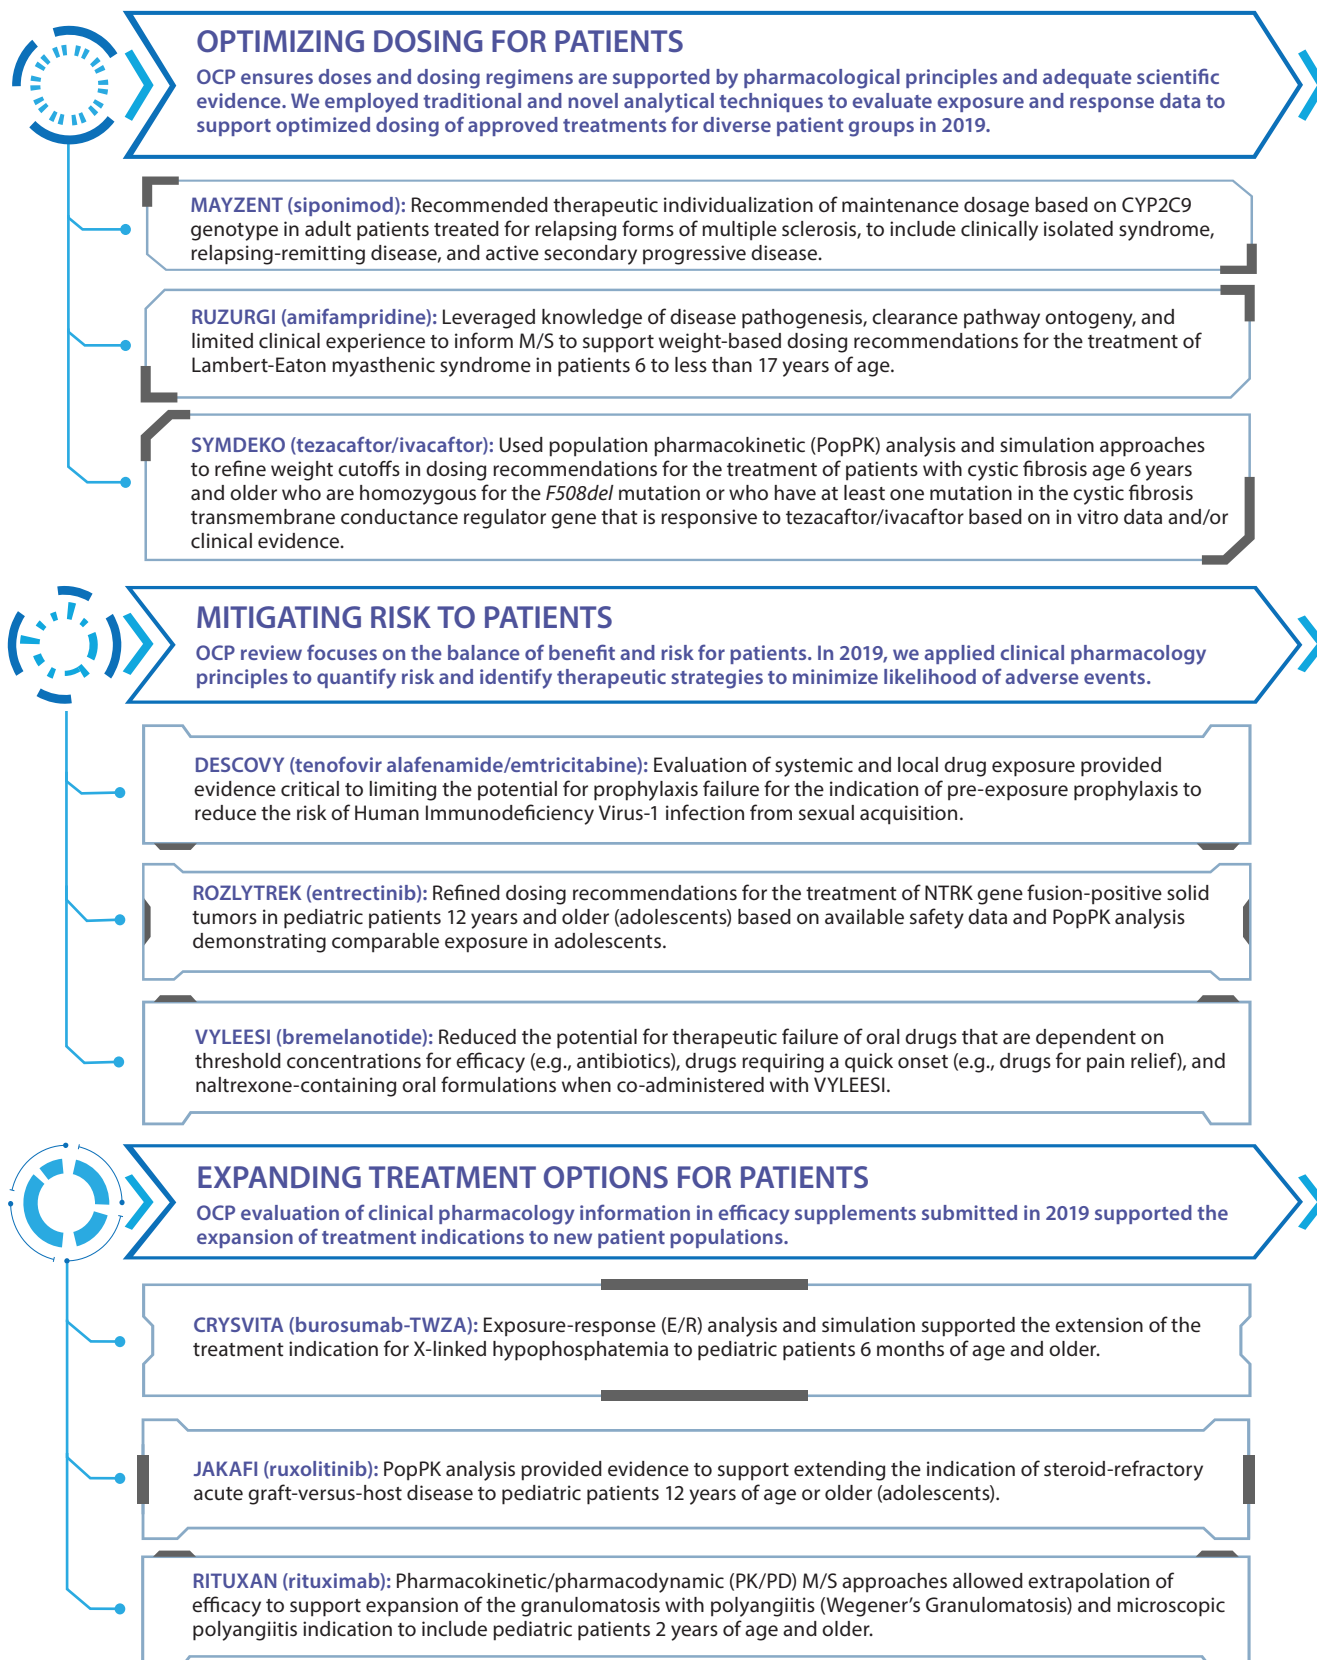 OPTIMIZING DOSING FOR PATIENTS
OCP ensures doses and dosing regimens are supported by pharmacological principles and adequate scientific
evidence. We employed traditional and novel analytical techniques to evaluate exposure and response data to
support optimized dosing of approved treatments for diverse patient groups in 2019.
MAYZENT (siponimod): Recommended therapeutic individualization of maintenance dosage based on CYP2C9
genotype in adult patients treated for relapsing forms of multiple sclerosis, to include clinically isolated syndrome,
relapsing-remitting disease, and active secondary progressive disease.
RUZURGI (amifampridine): Leveraged knowledge of disease pathogenesis, clearance pathway ontogeny, and
limited clinical experience to inform M/S to support weight-based dosing recommendations for the treatment of
Lambert-Eaton myasthenic syndrome in patients 6 to less than 17 years of age.
SYMDEKO (tezacaftor/ivacaftor): Used population pharmacokinetic (PopPK) analysis and simulation approaches
to refine weight cutoffs in dosing recommendations for the treatment of patients with cystic fibrosis age 6 years
and older who are homozygous for the F508del mutation or who have at least one mutation in the cystic fibrosis
transmembrane conductance regulator gene that is responsive to tezacaftor/ivacaftor based on in vitro data and/or
clinical evidence.
MITIGATING RISK TO PATIENTS
OCP review focuses on the balance of benefit and risk for patients. In 2019, we applied clinical pharmacology
principles to quantify risk and identify therapeutic strategies to minimize likelihood of adverse events.
DESCOVY (tenofovir alafenamide/emtricitabine): Evaluation of systemic and local drug exposure provided
evidence critical to limiting the potential for prophylaxis failure for the indication of pre-exposure prophylaxis to
reduce the risk of Human Immunodeficiency Virus-1 infection from sexual acquisition.
ROZLYTREK (entrectinib): Refined dosing recommendations for the treatment of NTRK gene fusion-positive solid
tumors in pediatric patients 12 years and older (adolescents) based on available safety data and PopPK analysis
demonstrating comparable exposure in adolescents.
VYLEESI (bremelanotide): Reduced the potential for therapeutic failure of oral drugs that are dependent on
threshold concentrations for efficacy (e.g., antibiotics), drugs requiring a quick onset (e.g., drugs for pain relief), and
naltrexone-containing oral formulations when co-administered with VYLEESI.
EXPANDING TREATMENT OPTIONS FOR PATIENTS
OCP evaluation of clinical pharmacology information in efficacy supplements submitted in 2019 supported the
expansion of treatment indications to new patient populations.
CRYSVITA (burosumab-TWZA): Exposure-response (E/R) analysis and simulation supported the extension of the
treatment indication for X-linked hypophosphatemia to pediatric patients 6 months of age and older.
JAKAFI (ruxolitinib): PopPK analysis provided evidence to support extending the indication of steroid-refractory
acute graft-versus-host disease to pediatric patients 12 years of age or older (adolescents).
RITUXAN (rituximab): Pharmacokinetic/pharmacodynamic (PK/PD) M/S approaches allowed extrapolation of
efficacy to support expansion of the granulomatosis with polyangiitis (Wegener's Granulomatosis) and microscopic
polyangiitis indication to include pediatric patients 2 years of age and older.